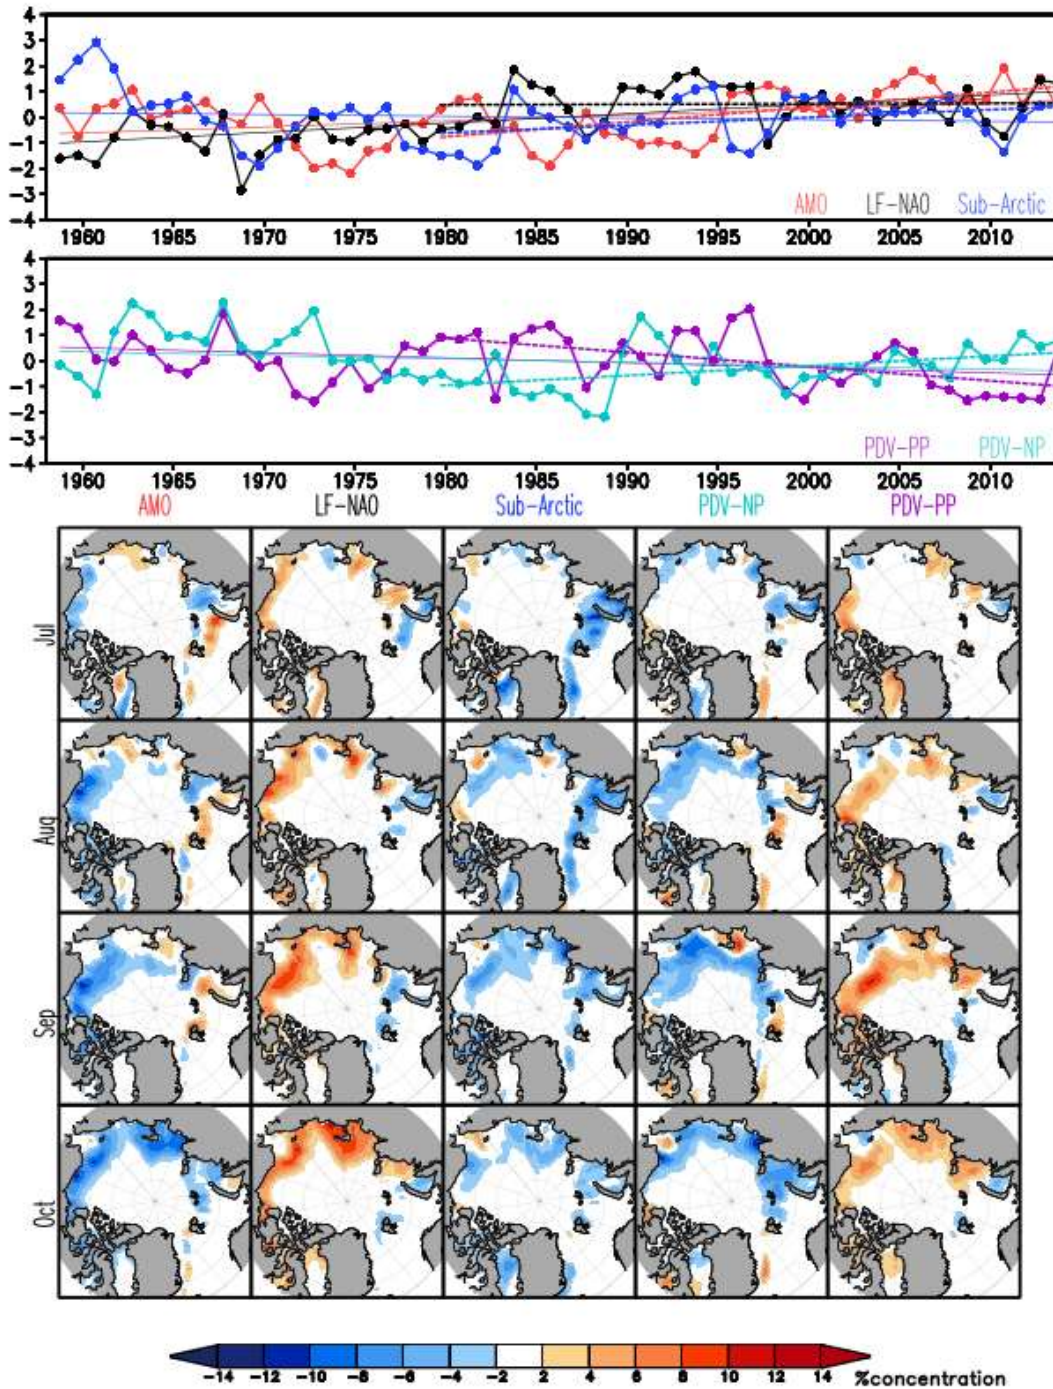 4
3
2
1
0
-1
-2
-3
-4
AMO LF-NAO Sub-Arctic
1960 1965 1970 1975 1980 1985 1990 1995 2000 2005 2010
4
3
2
1
0
-1
-2
-3
-4
PDV-PP PDV-NP
1960 1965 1970 1975 1980 1985 1990 1995 2000 2005 2010
AMO LF-NAO Sub-Arctic PDV-NP PDV-PP
Jul
Aug
Sep
Oct
-14 -12 -10 -8 -6 -4 -2 2 4 6 8 10 12 14 %concentration